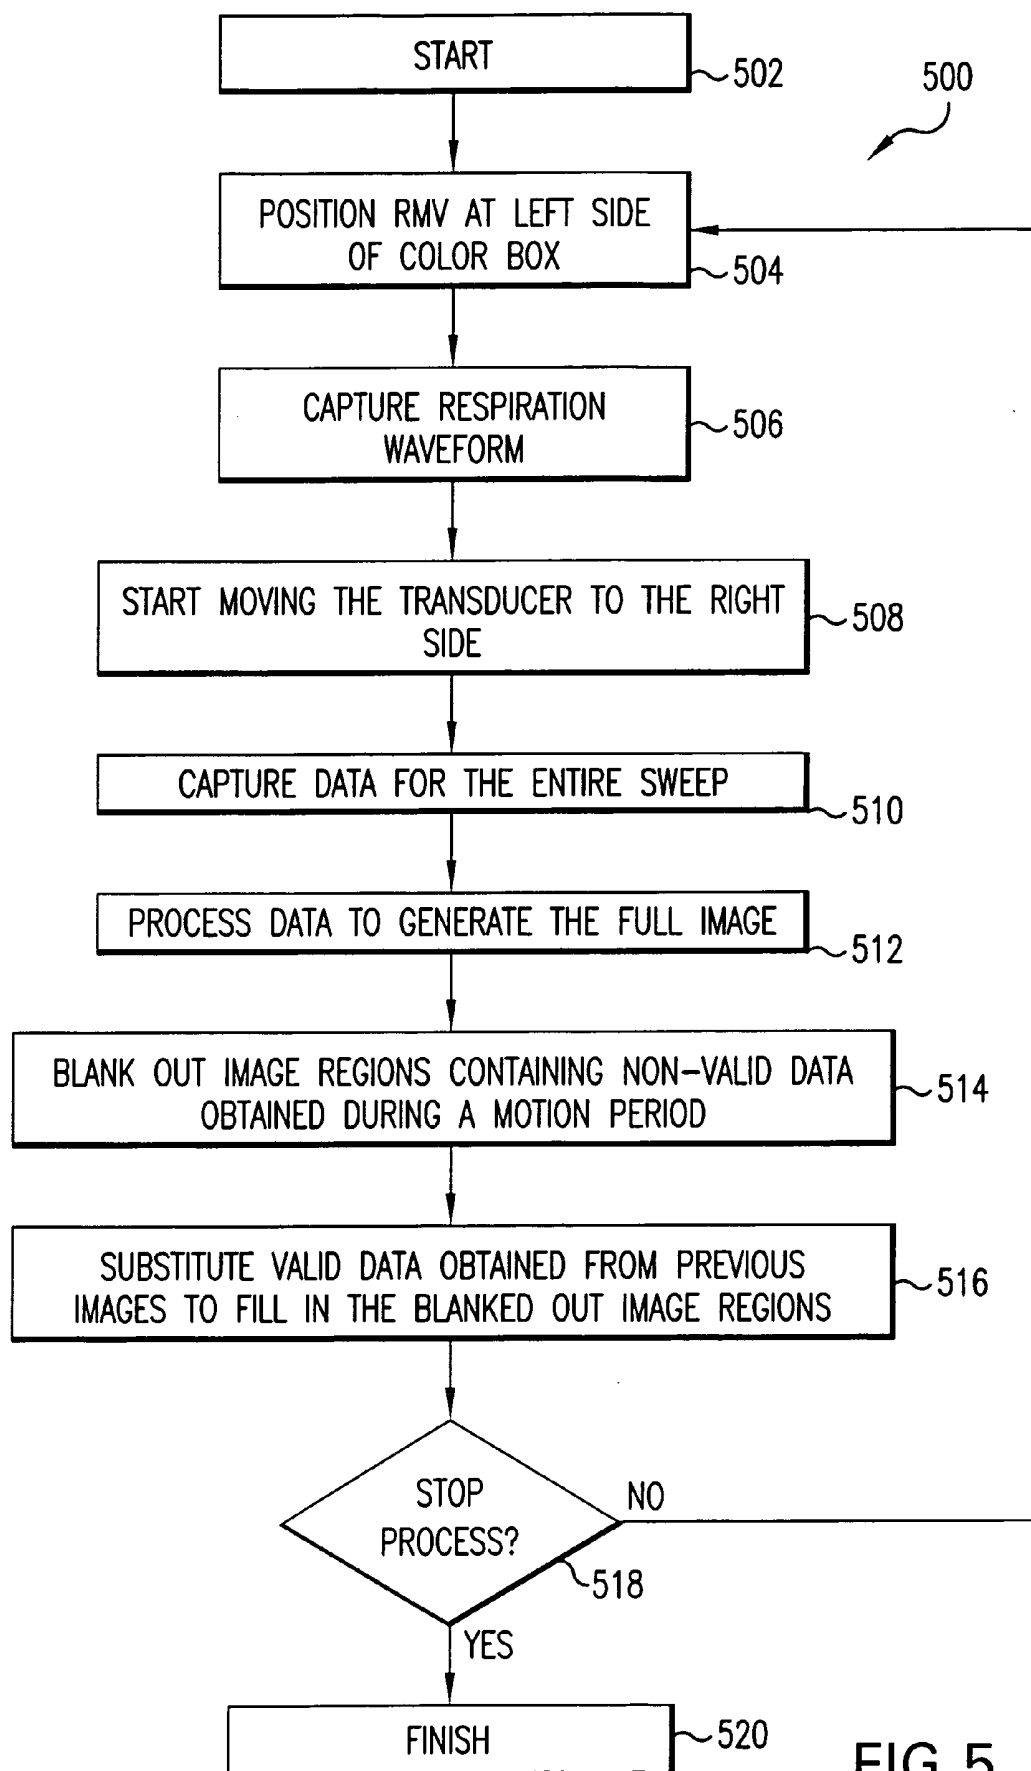 START
502
500
POSITION RMV AT LEFT SIDE
OF COLOR BOX
504
CAPTURE RESPIRATION
WAVEFORM
506
START MOVING THE TRANSDUCER TO THE RIGHT
SIDE
508
CAPTURE DATA FOR THE ENTIRE SWEEP
510
PROCESS DATA TO GENERATE THE FULL IMAGE
512
BLANK OUT IMAGE REGIONS CONTAINING NON-VALID DATA
OBTAINED DURING A MOTION PERIOD
514
SUBSTITUTE VALID DATA OBTAINED FROM PREVIOUS
IMAGES TO FILL IN THE BLANKED OUT IMAGE REGIONS
516
STOP
PROCESS?
NO
518
YES
FINISH
520
FIG. 5